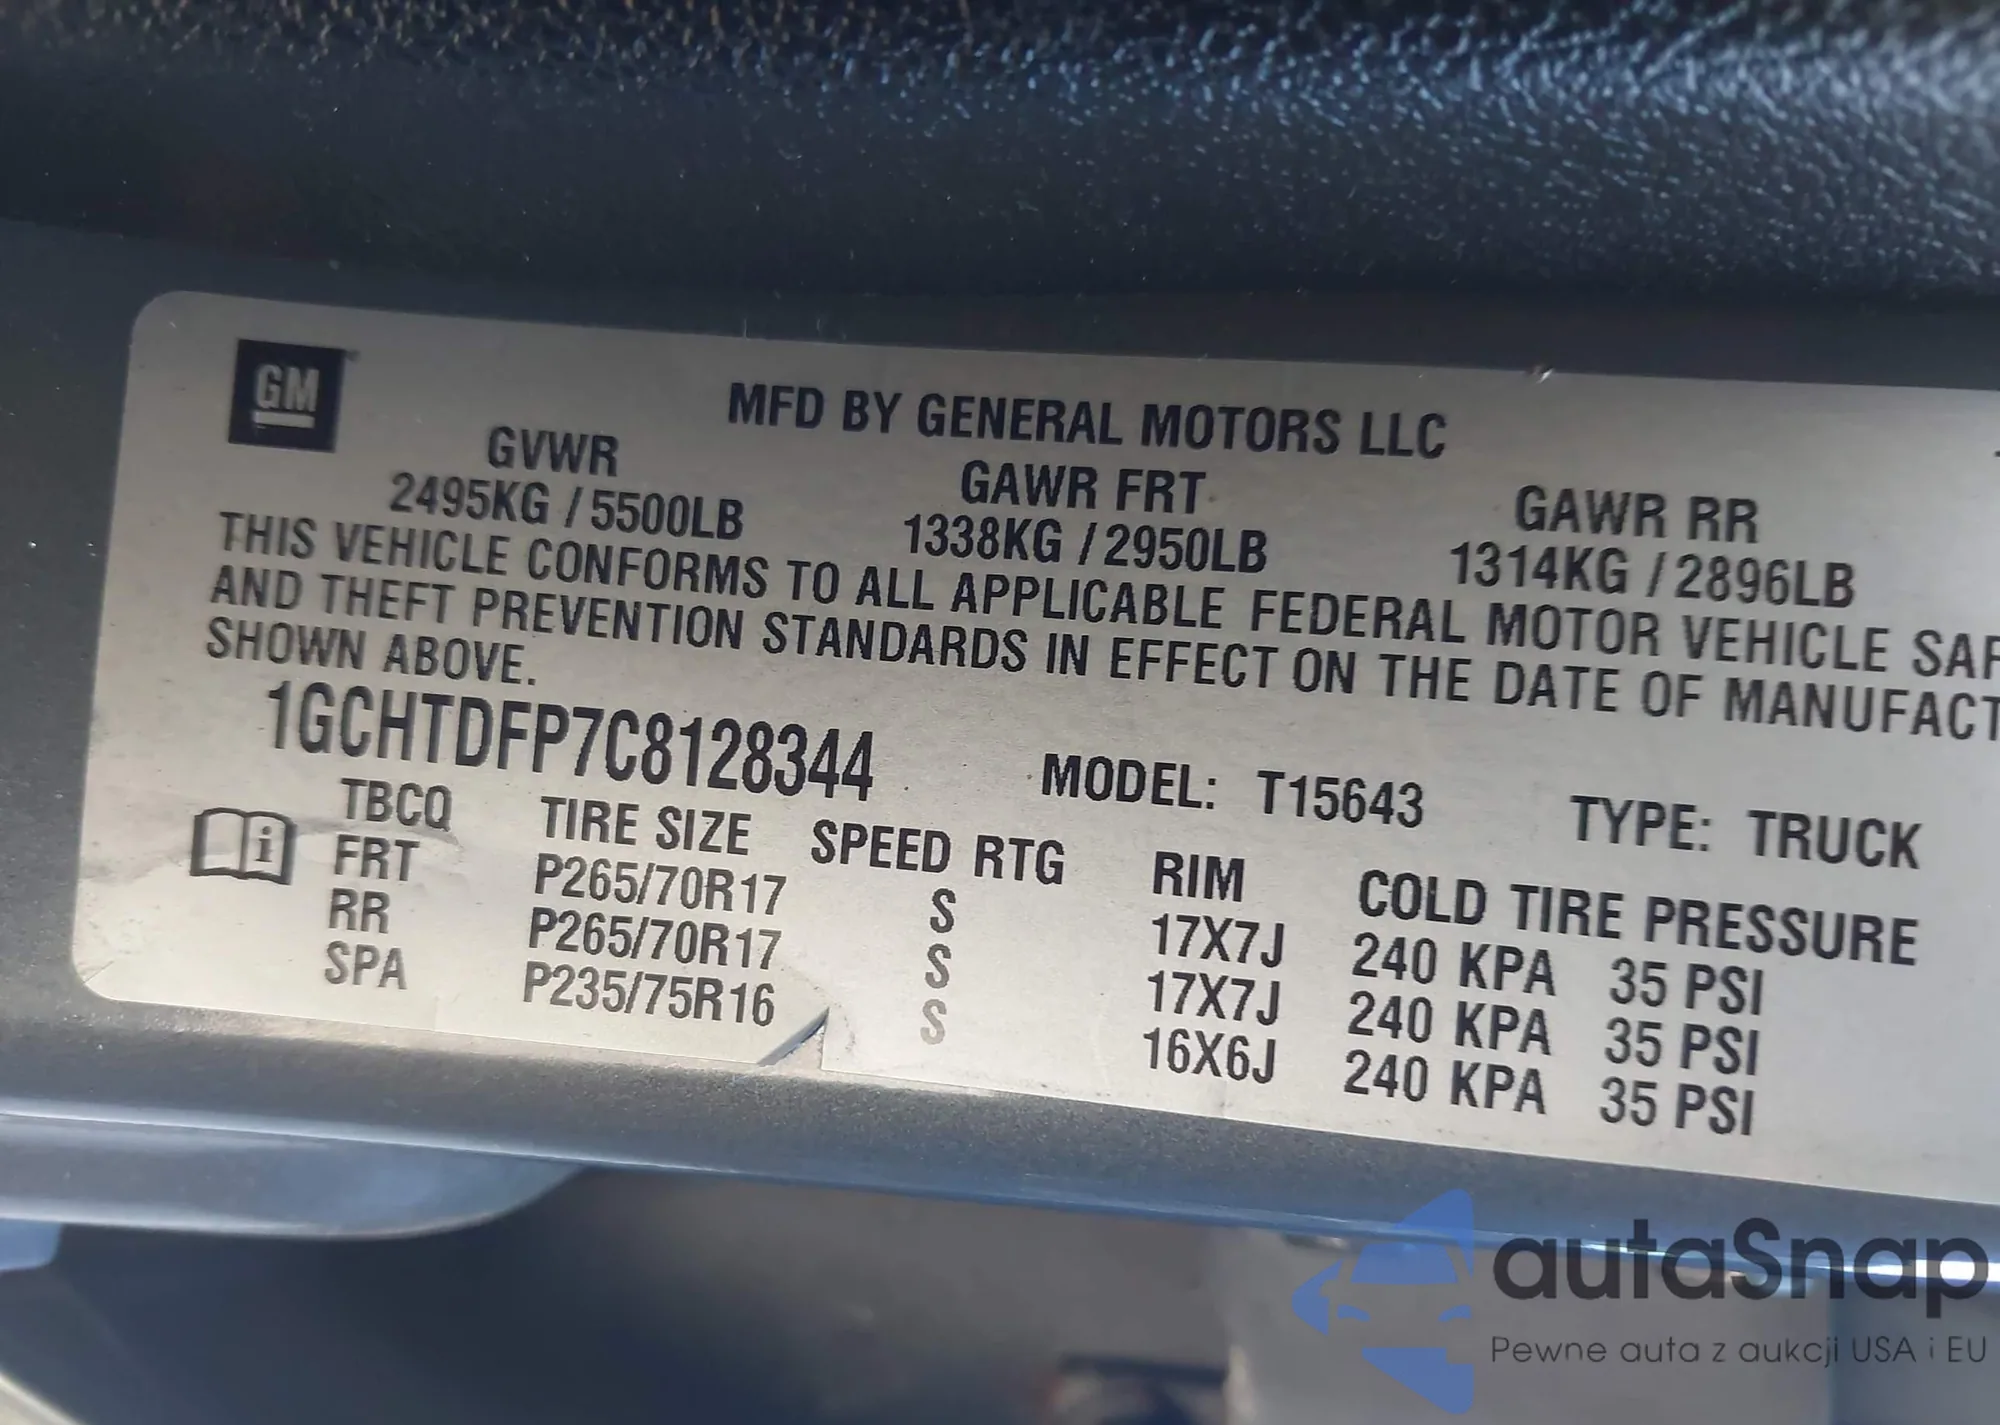 GM
MFD BY GENERAL MOTORS LLC
GVWR GAWR FRT GAWR RR
2495KG / 5500LB 1338KG / 2950LB 1314KG / 2896LB
THIS VEHICLE CONFORMS TO ALL APPLICABLE FEDERAL MOTOR VEHICLE SAF
AND THEFT PREVENTION STANDARDS IN EFFECT ON THE DATE OF MANUFACT
SHOWN ABOVE.
1GCHTDFP7C8128344 MODEL: T15643 TYPE: TRUCK
TBCQ TIRE SIZE SPEED RTG RIM COLD TIRE PRESSURE
FRT P265/70R17 S 17X7J 240 KPA 35 PSI
RR P265/70R17 S 17X7J 240 KPA 35 PSI
SPA P235/75R16 S 16X6J 240 KPA 35 PSI
autaSnap
Pewne auta z aukcji USA i EU